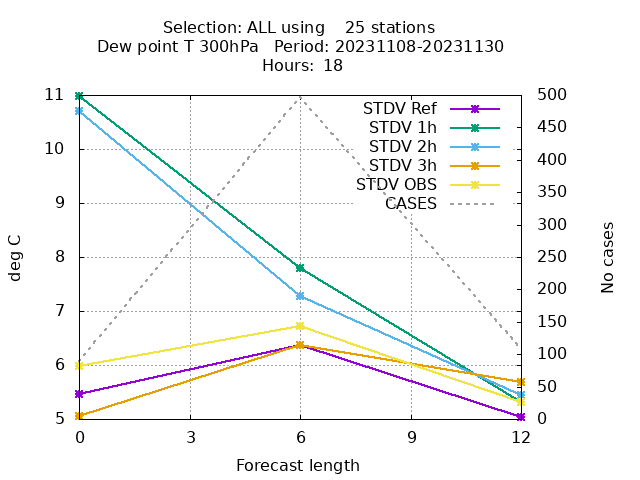 Selection: ALL using    25 stations
Dew point T 300hPa   Period: 20231108-20231130
Hours: 18
11
10
9
8
7
6
5
deg C
STDV Ref
STDV 1h
STDV 2h
STDV 3h
STDV OBS
CASES
500
450
400
350
300
250
200
150
100
50
0
No cases
0 3 6 9 12
Forecast length